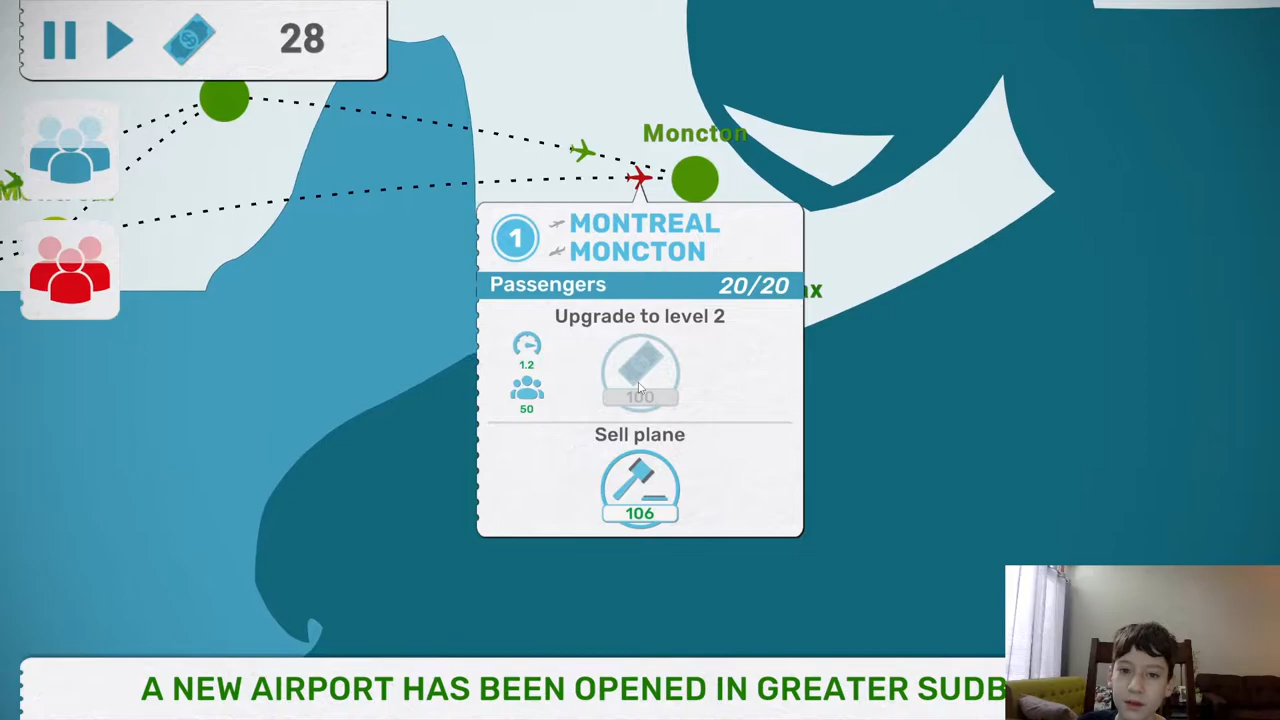 28
Moncton
1
MONTREAL
MONCTON
Passengers 20/20
Upgrade to level 2
1.2
50
100
Sell plane
106
A NEW AIRPORT HAS BEEN OPENED IN GREATER